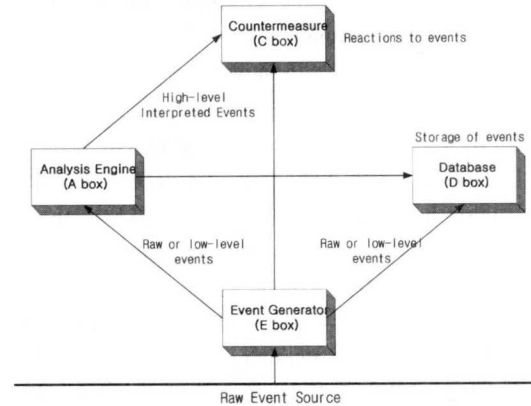 Countermeasure
(C box)
Reactions to events
High-level
Interpreted Events
Storage of events
Analysis Engine
(A box)
Database
(D box)
Raw or low-level
events
Raw or low-level
events
Event Generator
(E box)
Raw Event Source